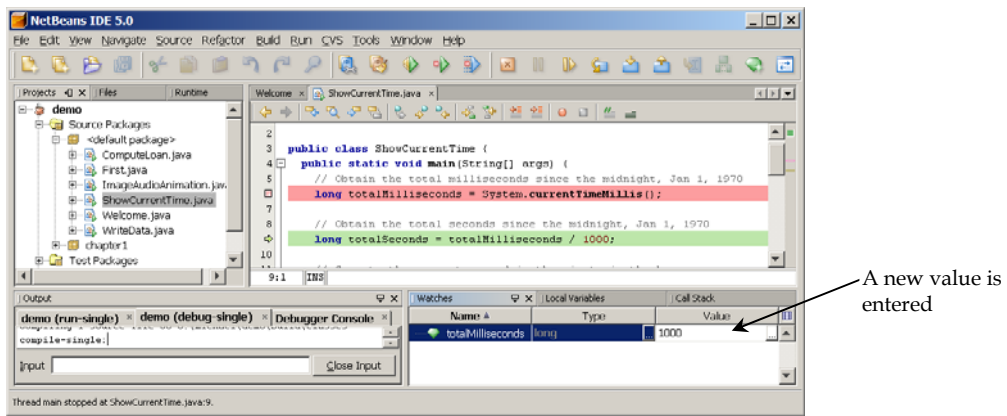 NetBeans IDE 5.0
File Edit View Navigate Source Refactor Build Run CVS Tools Window Help
Projects Files Runtime
demo
Source Packages
<default package>
ComputeLoan.java
First.java
ImageAudioAnimation.jav
ShowCurrentTime.java
Welcome.java
WriteData.java
chapter1
Test Packages
Welcome ShowCurrentTime.java
2
3 public class ShowCurrentTime {
4 public static void main(String[] args) {
5 // Obtain the total milliseconds since the midnight, Jan 1, 1970
long totalMilliseconds = System.currentTimeMillis();
7
8 // Obtain the total seconds since the midnight, Jan 1, 1970
long totalSeconds = totalMilliseconds / 1000;
10
9:1 INS
Output
demo (run-single) demo (debug-single) Debugger Console
compile-single:
Input Close Input
Watches Local Variables Call Stack
Name Type Value
totalMilliseconds long ... 1000 ...
Thread main stopped at ShowCurrentTime.java:9.
A new value is
entered